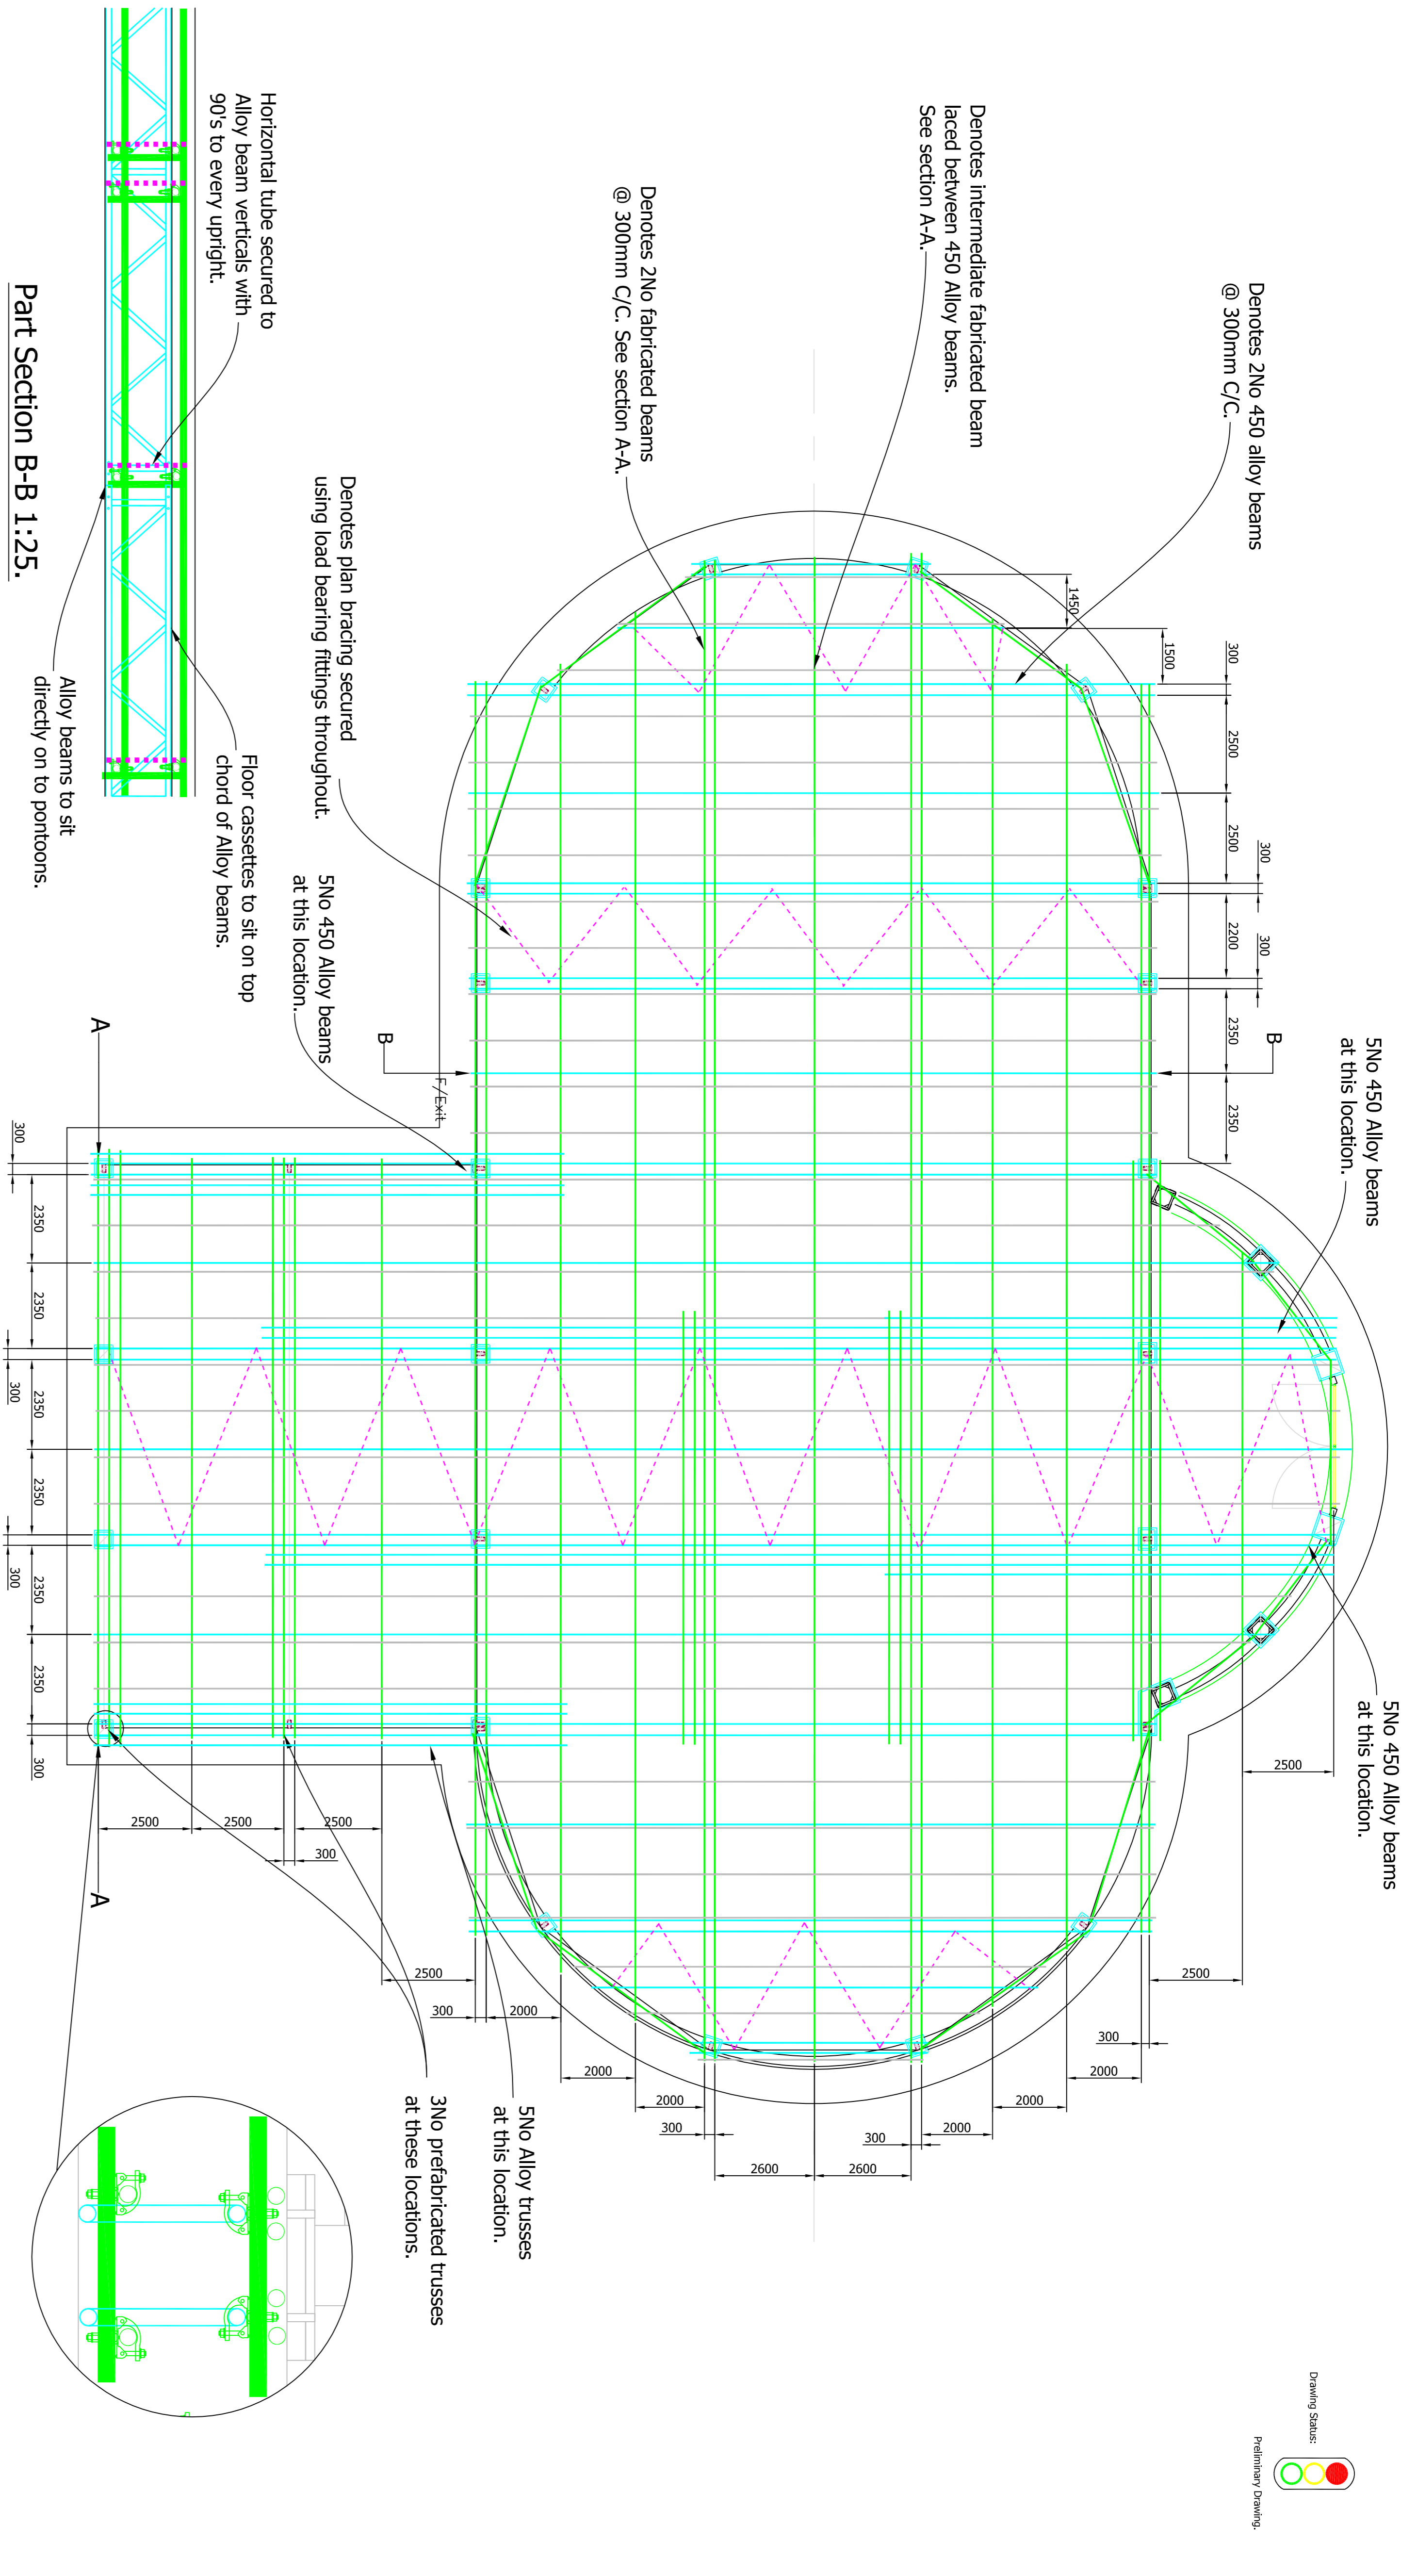 Horizontal tube secured to
Alloy beam verticals with
90's to every upright.
Part Section B-B 1:25.
Alloy beams to sit
directly on to pontoons.
Floor cassettes to sit on top
chord of Alloy beams.
Denotes intermediate fabricated beam
laced between 450 Alloy beams.
See section A-A.
Denotes 2No fabricated beams
@ 300mm C/C. See section A-A.
Denotes 2No 450 alloy beams
@ 300mm C/C.
Denotes plan bracing secured
using load bearing fittings throughout.
5No 450 Alloy beams
at this location.
5No 450 Alloy beams
at this location.
5No 450 Alloy beams
at this location.
1450
1500
300
2500
2500
300
2200
300
2350
2350
B
B
A
F/Exit
300
2350
2350
300
2350
2350
300
2350
2350
300
A
2500
2500
2500
300
2500
300
2000
2000
2000
300
2600
2600
300
2000
2000
2000
300
2500
2500
5No Alloy trusses
at this location.
3No prefabricated trusses
at these locations.
Drawing Status:
Preliminary Drawing.